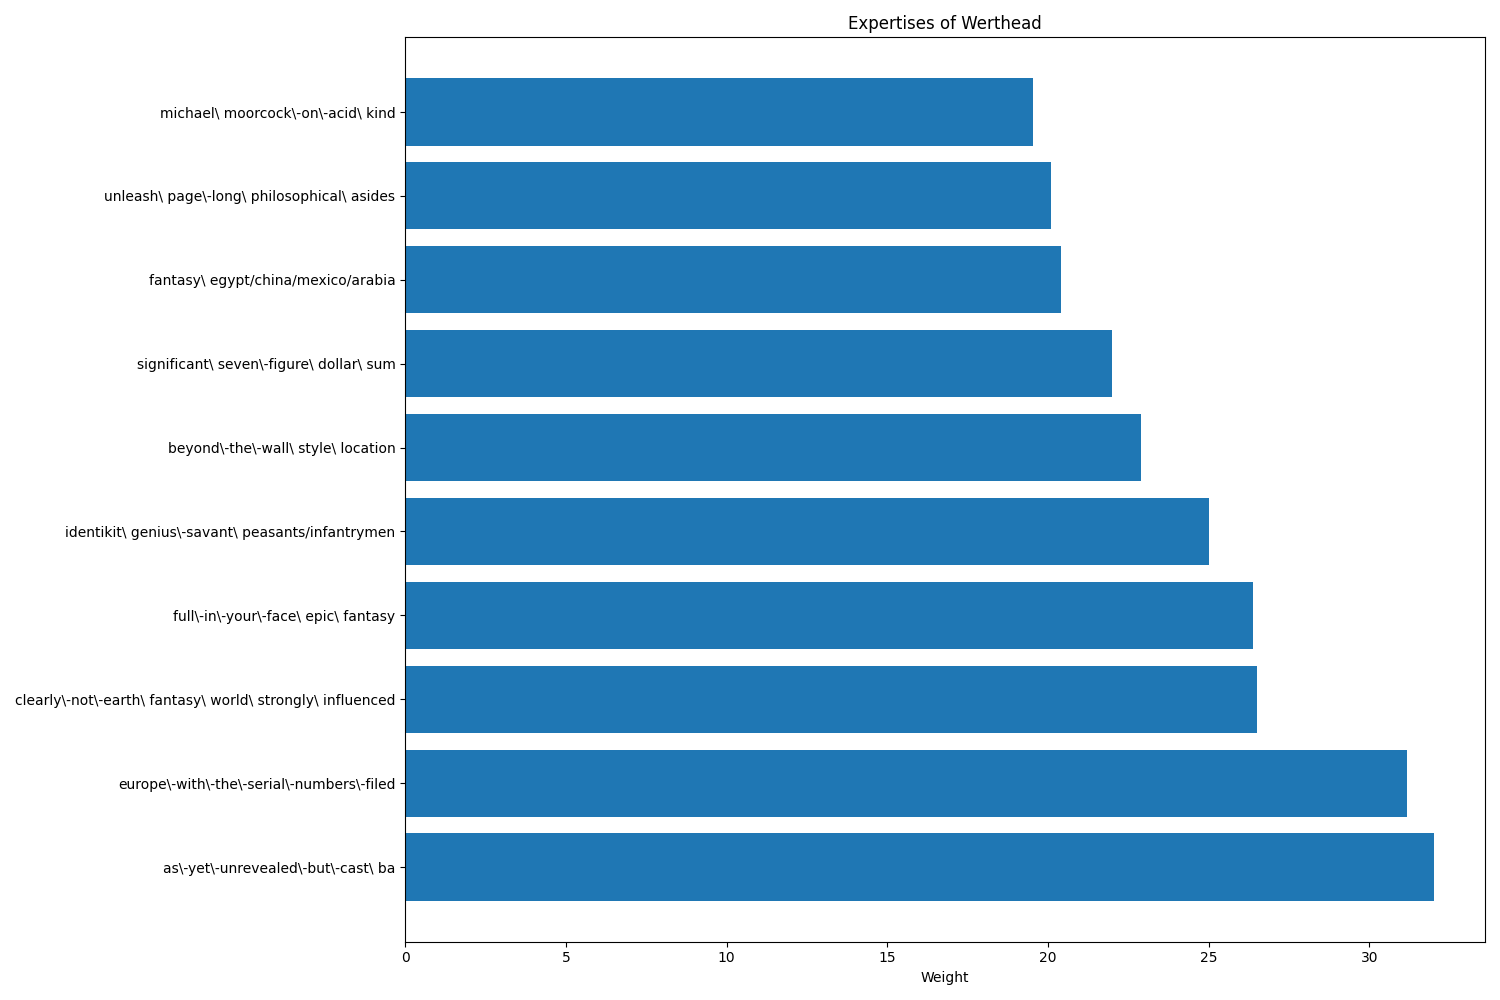 Expertises of Werthead
michael\ moorcock\-on\-acid\ kind
unleash\ page\-long\ philosophical\ asides
fantasy\ egypt/china/mexico/arabia
significant\ seven\-figure\ dollar\ sum
beyond\-the\-wall\ style\ location
identikit\ genius\-savant\ peasants/infantrymen
full\-in\-your\-face\ epic\ fantasy
clearly\-not\-earth\ fantasy\ world\ strongly\ influenced
europe\-with\-the\-serial\-numbers\-filed
as\-yet\-unrevealed\-but\-cast\ ba
0 5 10 15 20 25 30
Weight